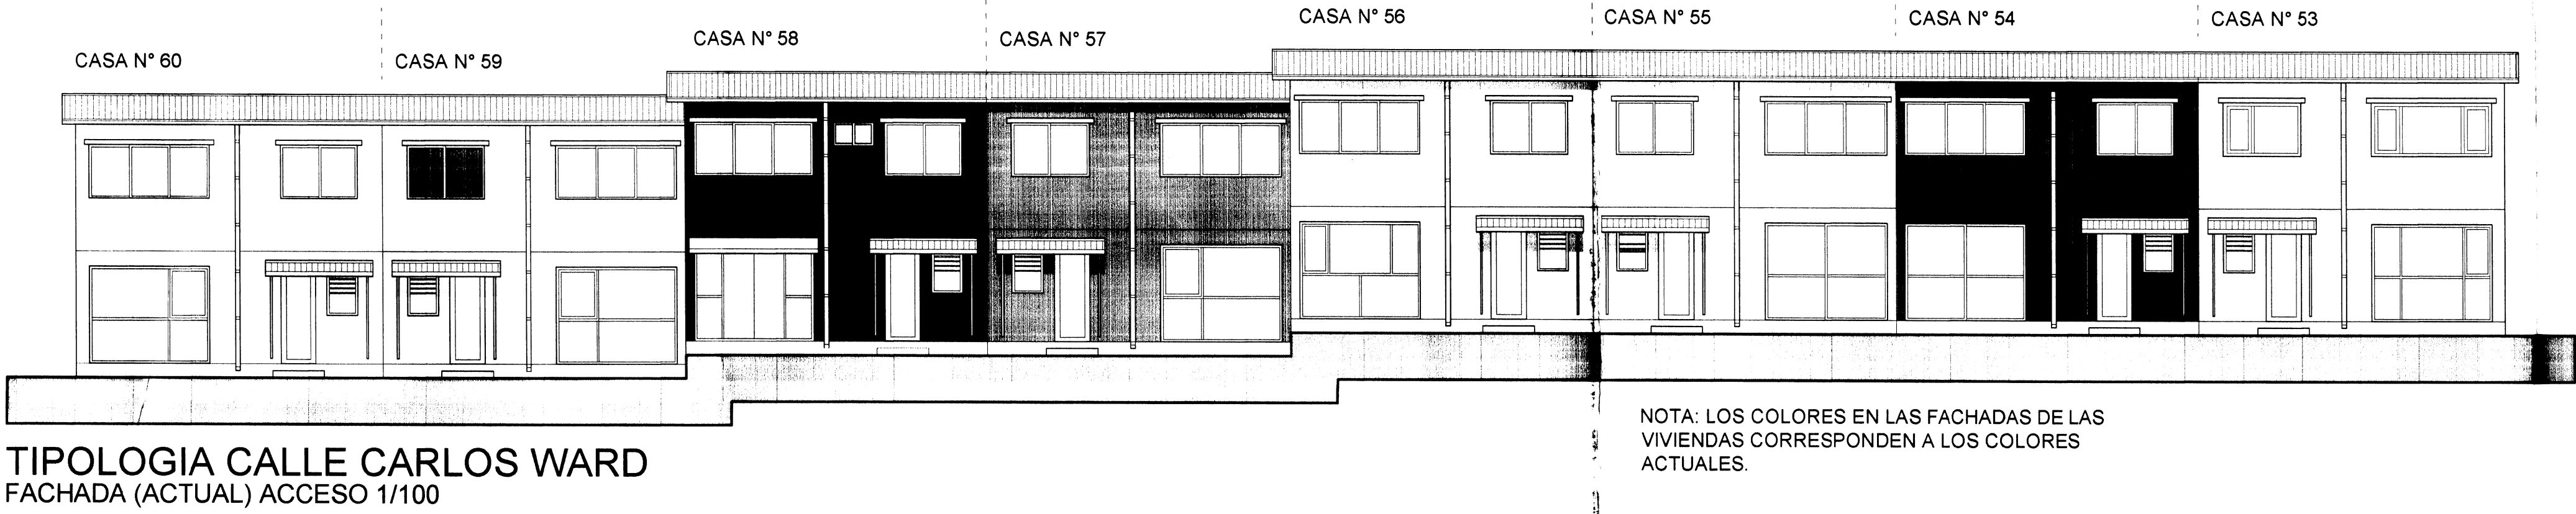 CASA N° 60
CASA N° 59
CASA N° 58
CASA N° 57
CASA N° 56
CASA N° 55
CASA N° 54
CASA N° 53
NOTA: LOS COLORES EN LAS FACHADAS DE LAS
VIVIENDAS CORRESPONDEN A LOS COLORES
ACTUALES.
TIPOLOGIA CALLE CARLOS WARD
FACHADA (ACTUAL) ACCESO 1/100